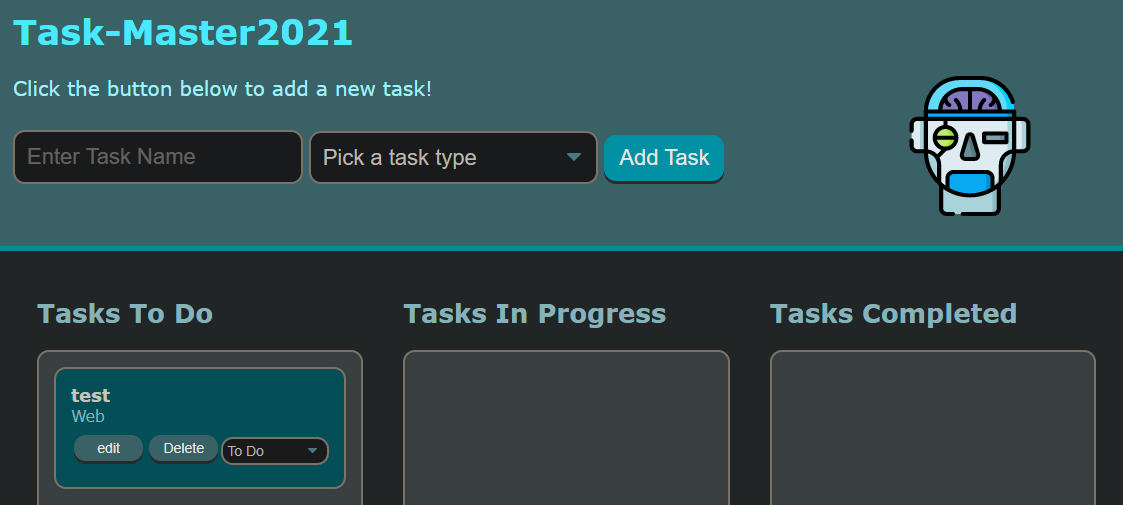 Task-Master2021
Click the button below to add a new task!
Enter Task Name
Pick a task type
Add Task
Tasks To Do
Tasks In Progress
Tasks Completed
test
Web
edit
Delete
To Do